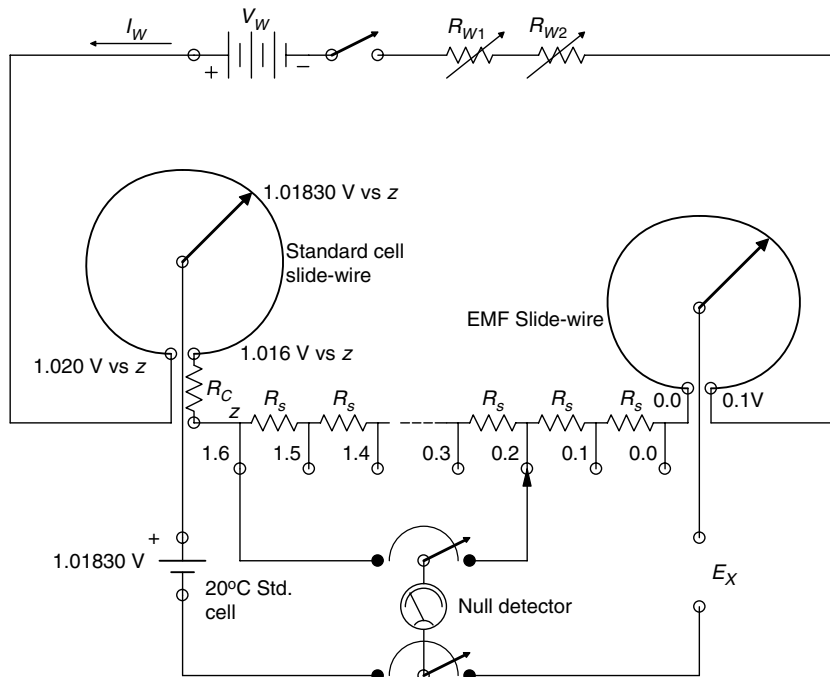 I_W
V_W
R_W1
R_W2
+
−
1.01830 V vs z
Standard cell
slide-wire
EMF Slide-wire
1.020 V vs z
1.016 V vs z
R_C
z
R_s
R_s
R_s
R_s
R_s
0.0
0.1V
1.6
1.5
1.4
0.3
0.2
0.1
0.0
+
1.01830 V
20°C Std.
cell
Null detector
E_X